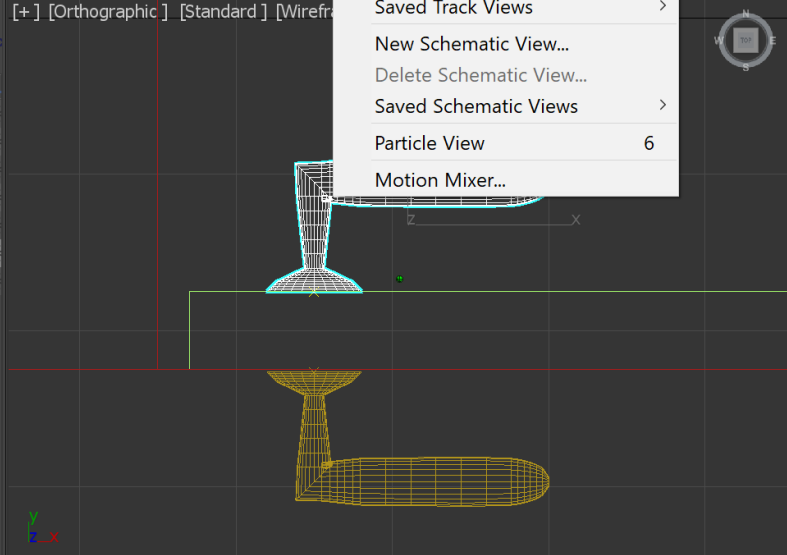 [+ ] [Orthographic ] [Standard ] [Wirefra
Saved Track Views >
New Schematic View...
Delete Schematic View...
Saved Schematic Views >
Particle View 6
Motion Mixer...
N
W TOP E
S
z x
y
z x